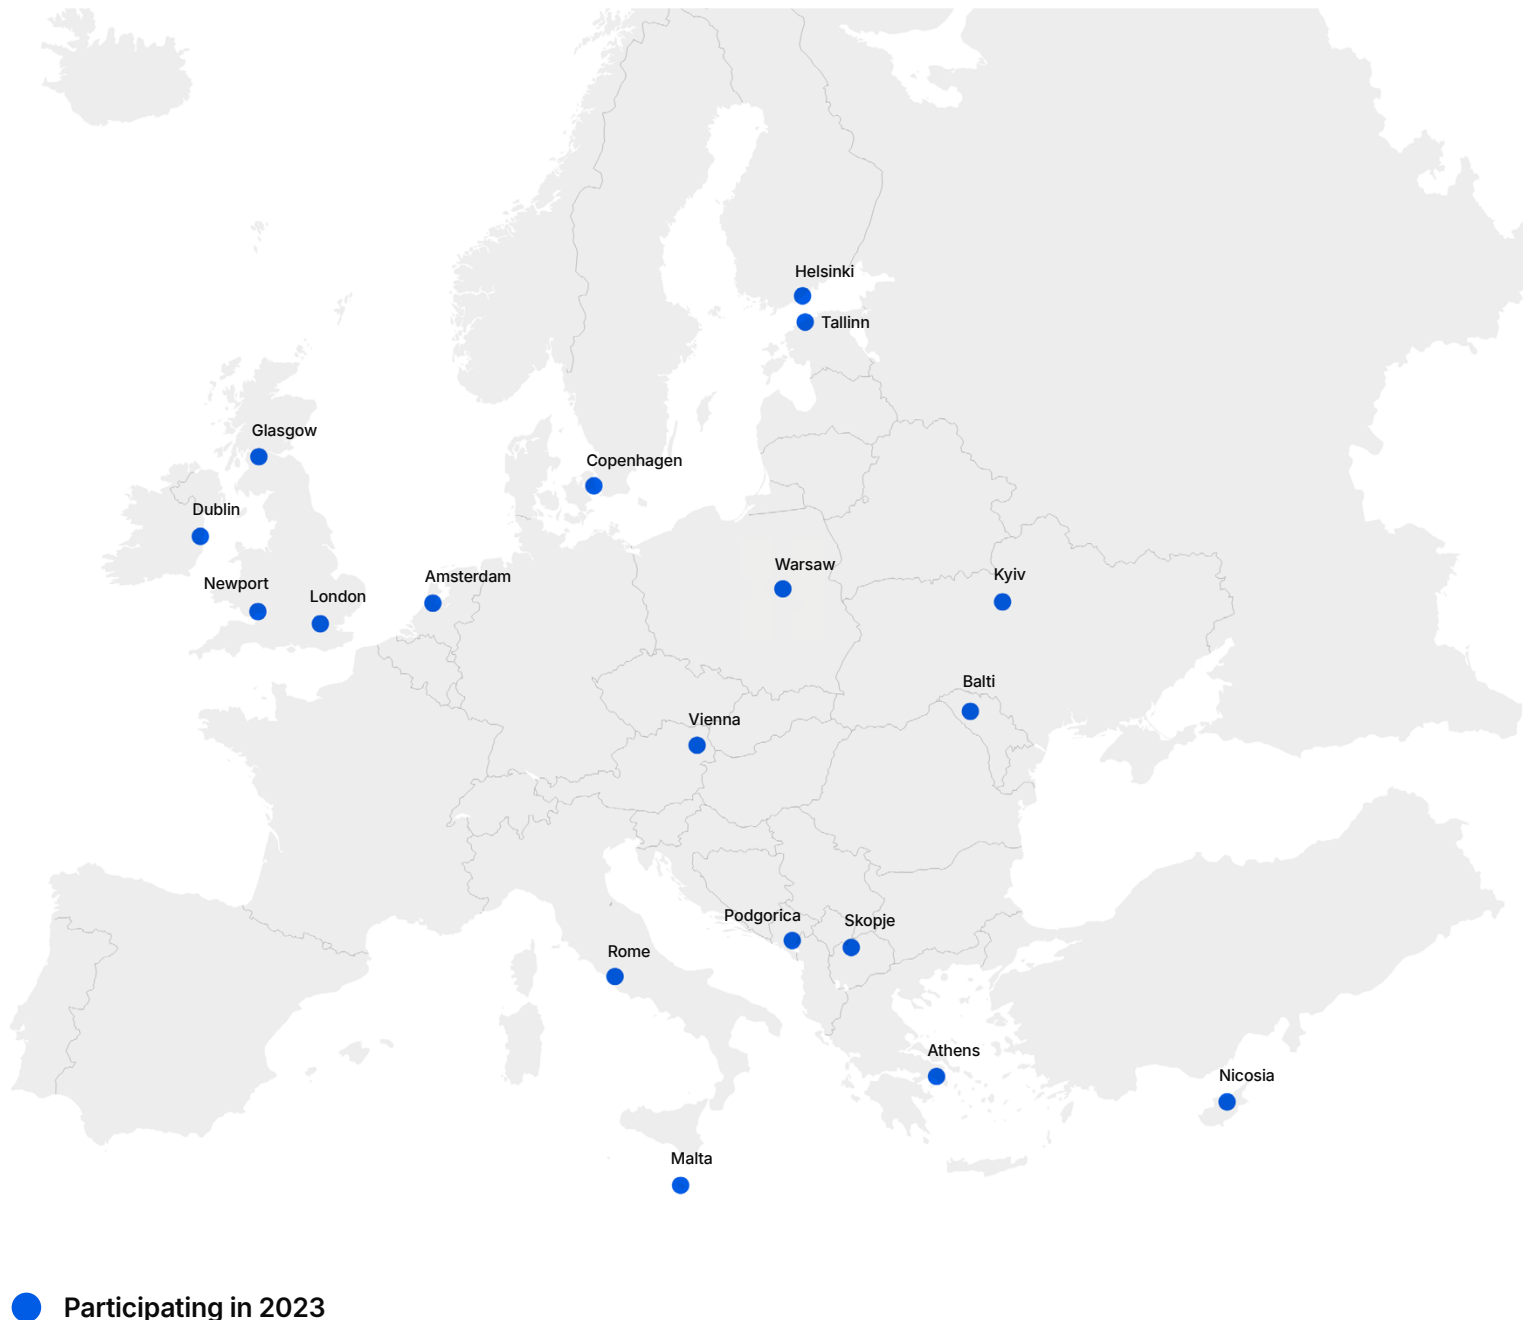 Helsinki
Tallinn
Glasgow
Copenhagen
Dublin
Warsaw
Kyiv
Amsterdam
Newport
London
Balti
Vienna
Podgorica
Skopje
Rome
Athens
Nicosia
Malta
Participating in 2023